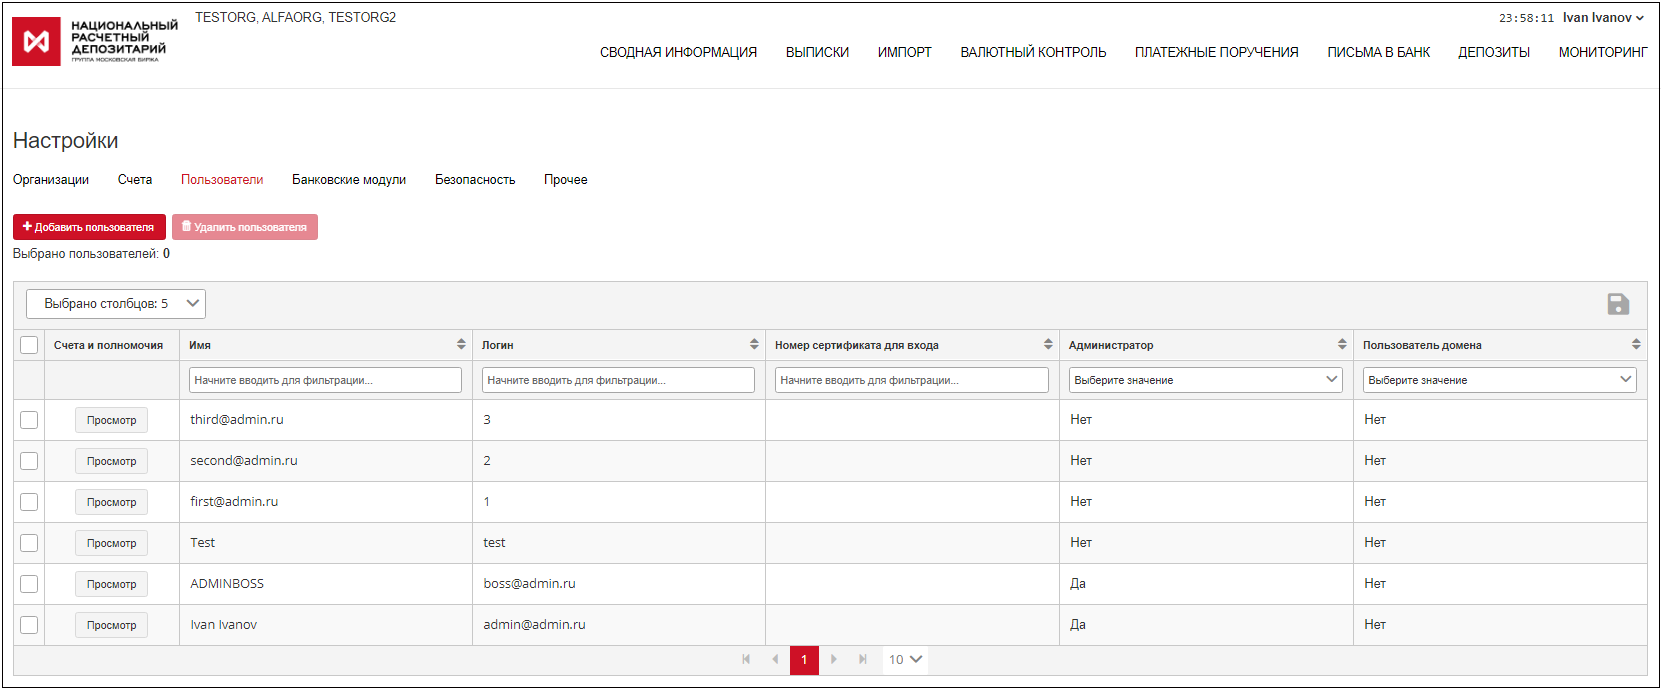 НАЦИОНАЛЬНЫЙ
РАСЧЕТНЫЙ
ДЕПОЗИТАРИЙ
ГРУППА МОСКОВСКАЯ БИРЖА
TESTORG, ALFAORG, TESTORG2
23:58:11 Ivan Ivanov
СВОДНАЯ ИНФОРМАЦИЯ ВЫПИСКИ ИМПОРТ ВАЛЮТНЫЙ КОНТРОЛЬ ПЛАТЕЖНЫЕ ПОРУЧЕНИЯ ПИСЬМА В БАНК ДЕПОЗИТЫ МОНИТОРИНГ
Настройки
Организации Счета Пользователи Банковские модули Безопасность Прочее
Добавить пользователя Удалить пользователя
Выбрано пользователей: 0
Выбрано столбцов: 5
Счета и полномочия Имя Логин Номер сертификата для входа Администратор Пользователь домена
Начните вводить для фильтрации... Начните вводить для фильтрации... Начните вводить для фильтрации... Выберите значение Выберите значение
Просмотр third@admin.ru 3 Нет Нет
Просмотр second@admin.ru 2 Нет Нет
Просмотр first@admin.ru 1 Нет Нет
Просмотр Test test Нет Нет
Просмотр ADMINBOSS boss@admin.ru Да Нет
Просмотр Ivan Ivanov admin@admin.ru Да Нет
1 10